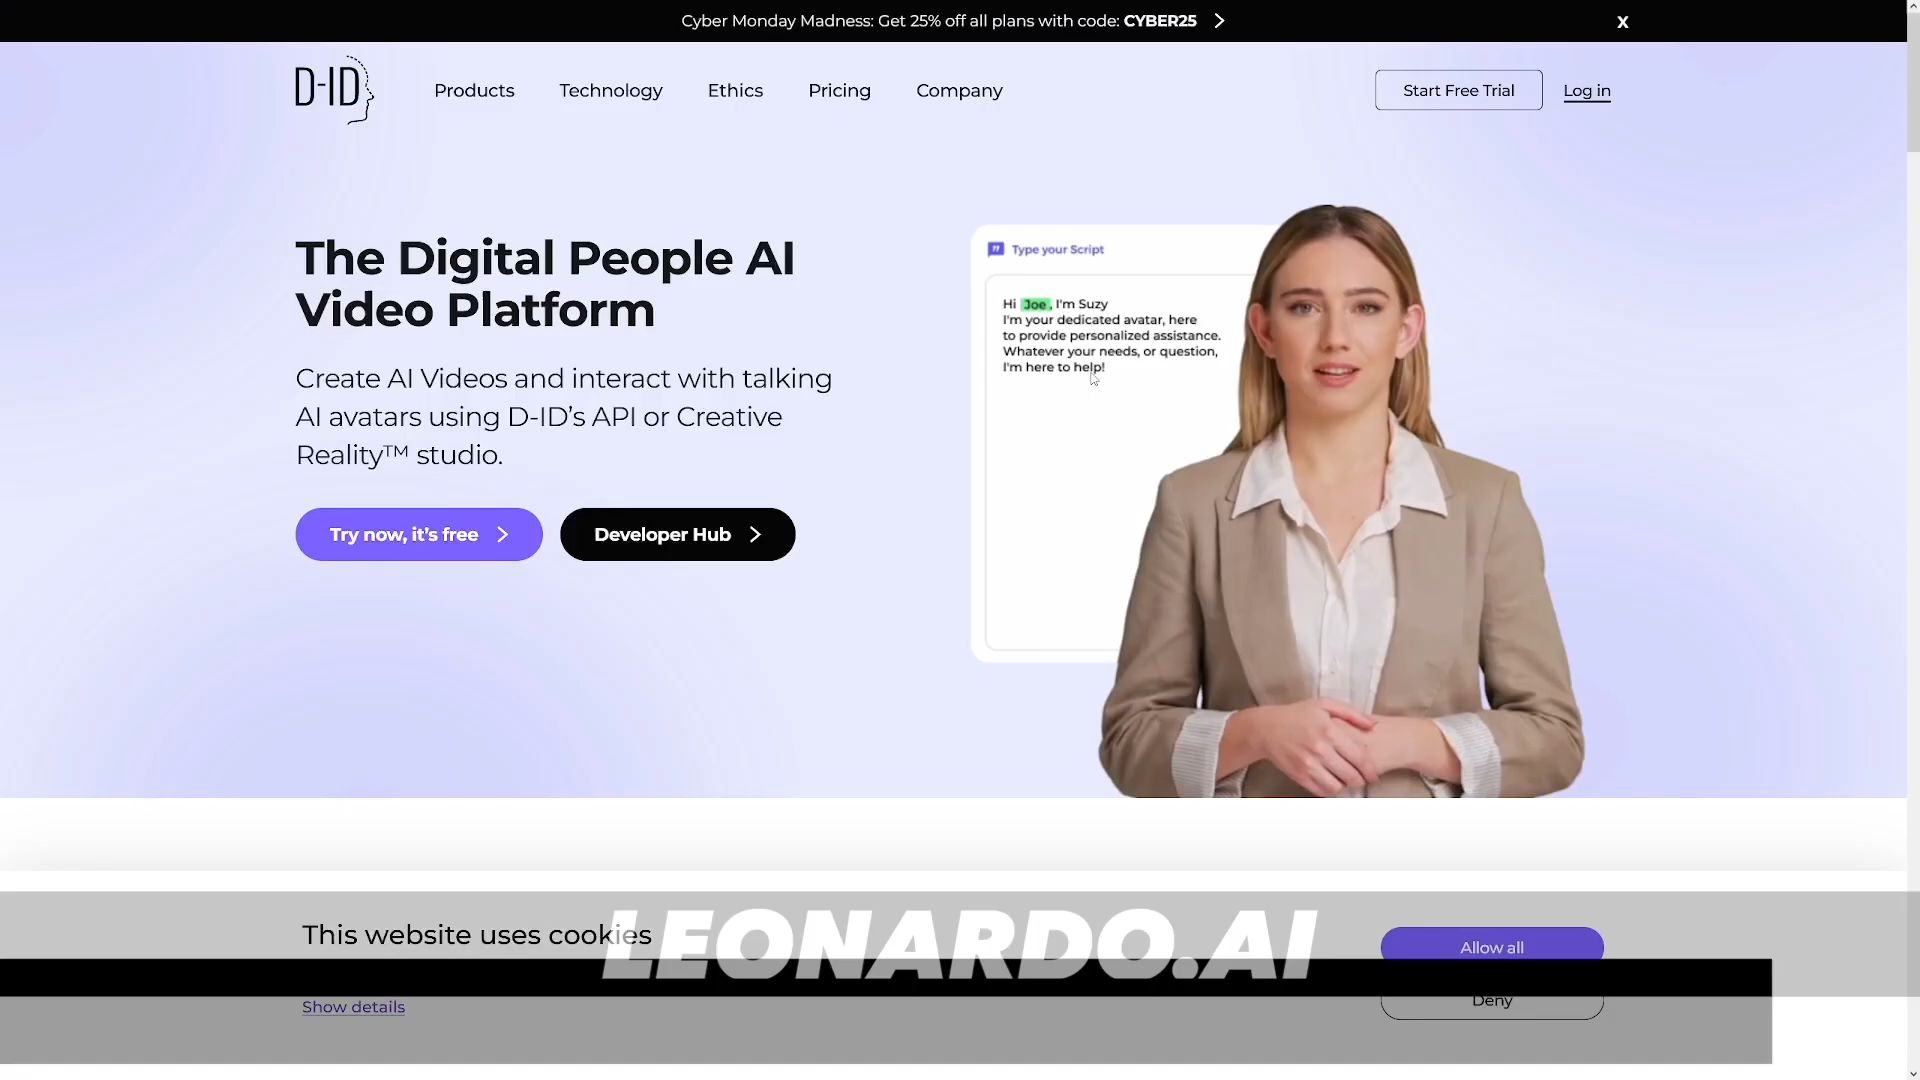 Cyber Monday Madness: Get 25% off all plans with code: CYBER25
X
D-ID
Products
Technology
Ethics
Pricing
Company
Start Free Trial
Log in
The Digital People AI
Video Platform
Create AI Videos and interact with talking
AI avatars using D-ID’s API or Creative
Reality™ studio.
Try now, it’s free
Developer Hub
Type your Script
Hi Joe, I'm Suzy
I'm your dedicated avatar, here
to provide personalized assistance.
Whatever your needs, or question,
I'm here to help!
This website uses cookies
LEONARDO.AI
Allow all
Show details
Deny